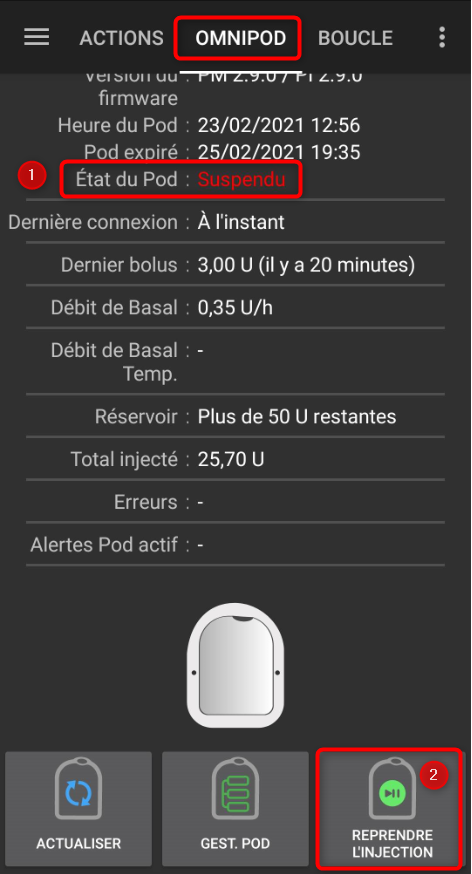 ACTIONS OMNIPOD BOUCLE
Version du : PM 2.9.0 / PI 2.9.0
firmware
Heure du Pod : 23/02/2021 12:56
Pod expiré : 25/02/2021 19:35
1 État du Pod : Suspendu
Dernière connexion : À l'instant
Dernier bolus : 3,00 U (il y a 20 minutes)
Débit de Basal : 0,35 U/h
Débit de Basal : -
Temp.
Réservoir : Plus de 50 U restantes
Total injecté : 25,70 U
Erreurs : -
Alertes Pod actif : -
2
ACTUALISER
GEST. POD
REPRENDRE
L'INJECTION